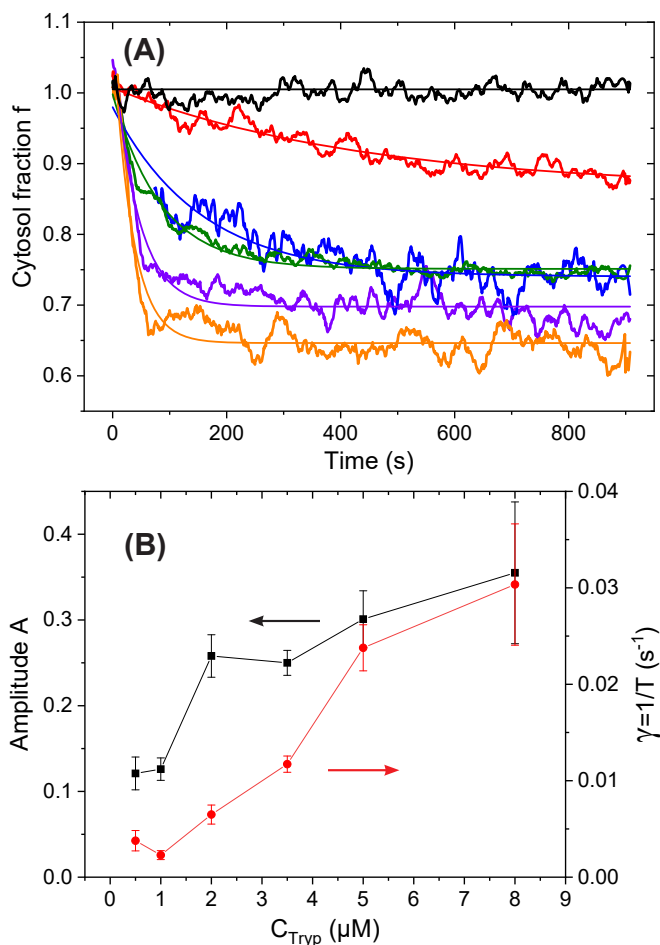 (A)
Cytosol fraction f
1.1
1.0
0.9
0.8
0.7
0.6
0 200 400 600 800
Time (s)
(B)
Amplitude A
0.4
0.3
0.2
0.1
0.0
0.04
0.03
0.02
0.01
0.00
γ=1/T (s⁻¹)
0 1 2 3 4 5 6 7 8 9
C_Tryp (µM)